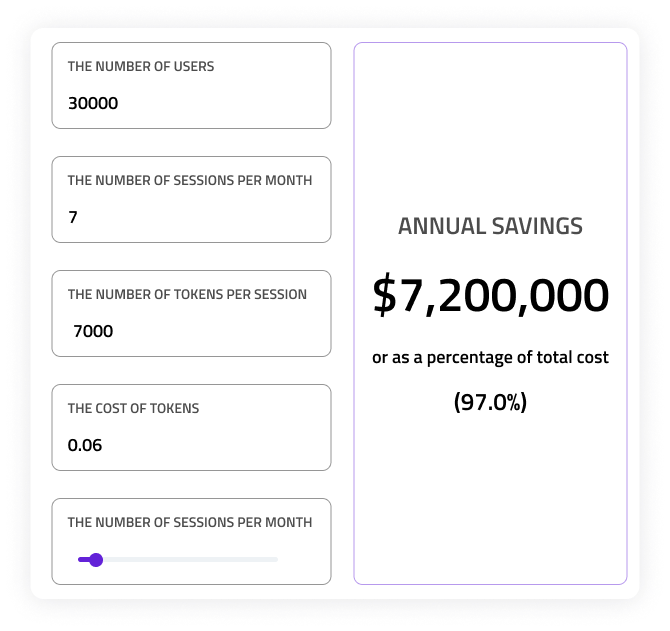 THE NUMBER OF USERS
30000
THE NUMBER OF SESSIONS PER MONTH
7
THE NUMBER OF TOKENS PER SESSION
7000
THE COST OF TOKENS
0.06
THE NUMBER OF SESSIONS PER MONTH
ANNUAL SAVINGS
$7,200,000
or as a percentage of total cost
(97.0%)